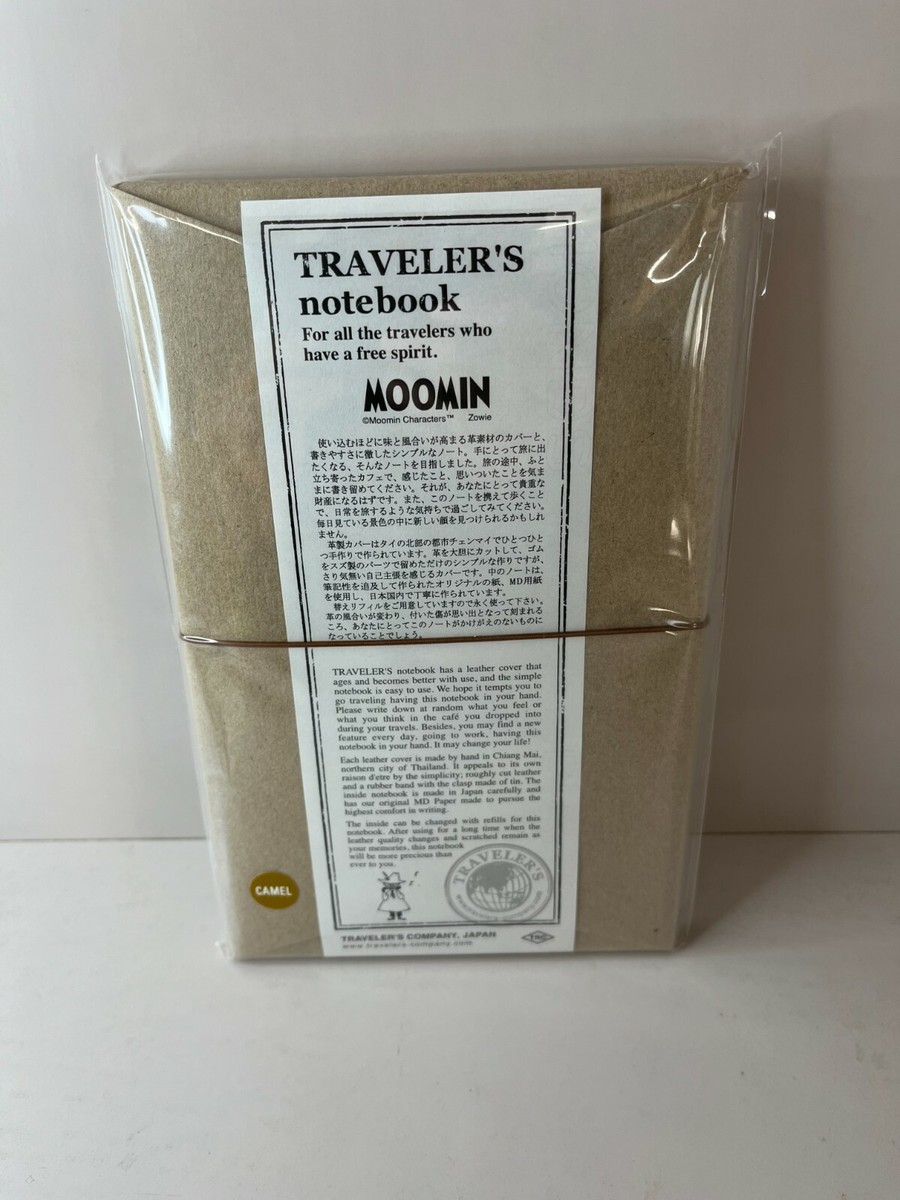 TRAVELER'S
notebook
For all the travelers who
have a free spirit.
MOOMIN
©Moomin Characters™ Zowie
使い込むほどに味と風合いが高まる革素材のカバーと、
書きやすさに徹したシンプルなノート。手にとって旅に出
たくなる、そんなノートを目指しました。旅の途中、ふと
立ち寄ったカフェで、感じたこと、思いついたことを気ま
まに書き留めてください。それが、あなたにとって貴重な
財産になるはずです。また、このノートを携えて歩くこと
で、日常を旅するような気持ちで過ごしてみてください。
毎日見ている景色の中に新しい顔を見つけられるかもしれ
ません。
革製カバーはタイの北部の都市チェンマイでひとつひと
つ手作りで作られています。革を大胆にカットして、ゴム
をスズ製のパーツで留めただけのシンプルな作りですが、
さり気無い自己主張を感じるカバーです。中のノートは、
筆記性を追及して作られたオリジナルの紙、MD用紙
を使用し、日本国内で丁寧に作られています。
替えリフィルをご用意していますので永く使って下さい。
革の風合いが変わり、付いた傷が思い出となって刻まれる
ころ、あなたにとってこのノートがかけがえのないものに
なっていることでしょう。
TRAVELER'S notebook has a leather cover that
ages and becomes better with use, and the simple
notebook is easy to use. We hope it tempts you to
go traveling having this notebook in your hand.
Please write down at random what you feel or
what you think in the café you dropped into
during your travels. Besides, you may find a new
feature every day, going to work, having this
notebook in your hand. It may change your life!
Each leather cover is made by hand in Chiang Mai,
northern city of Thailand. It appeals to its own
raison d'etre by the simplicity; roughly cut leather
and a rubber band with the clasp made of tin. The
inside notebook is made in Japan carefully and
has our original MD Paper made to pursue the
highest comfort in writing.
The inside can be changed with refills for this
notebook. After using for a long time when the
leather quality changes and scratched remain as
your memories, this notebook
will be more precious than
ever to you.
TRAVELER'S
CAMEL
TRAVELER'S COMPANY, JAPAN
www.travelers-company.com
TRC